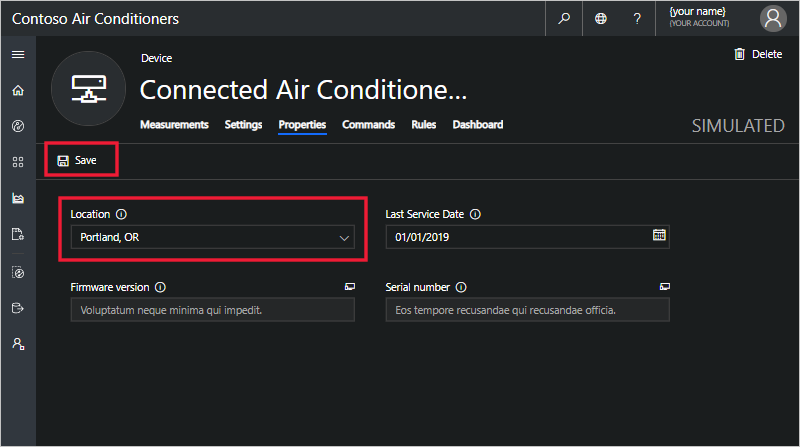 Contoso Air Conditioners
?
{your name}
(YOUR ACCOUNT)
Device
Delete
Connected Air Conditione...
Measurements Settings Properties Commands Rules Dashboard
SIMULATED
Save
Location
Last Service Date
Portland, OR
01/01/2019
Firmware version
Serial number
Voluptatum neque minima qui impedit.
Eos tempore recusandae qui recusandae officia.